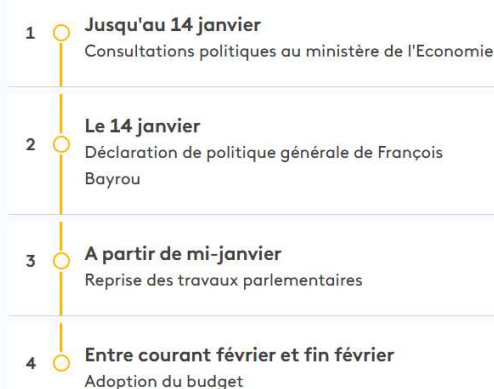 1
Jusqu'au 14 janvier
Consultations politiques au ministère de l'Economie
2
Le 14 janvier
Déclaration de politique générale de François
Bayrou
3
A partir de mi-janvier
Reprise des travaux parlementaires
4
Entre courant février et fin février
Adoption du budget